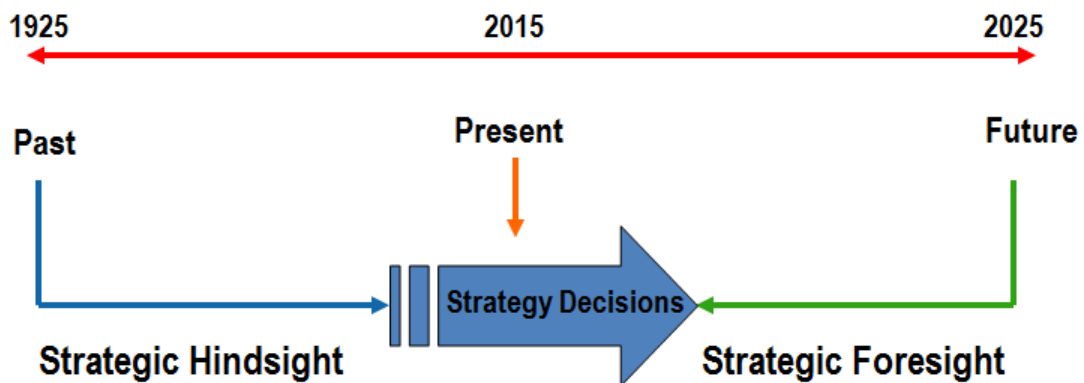 1925 2015 2025
Past Present Future
Strategy Decisions
Strategic Hindsight Strategic Foresight